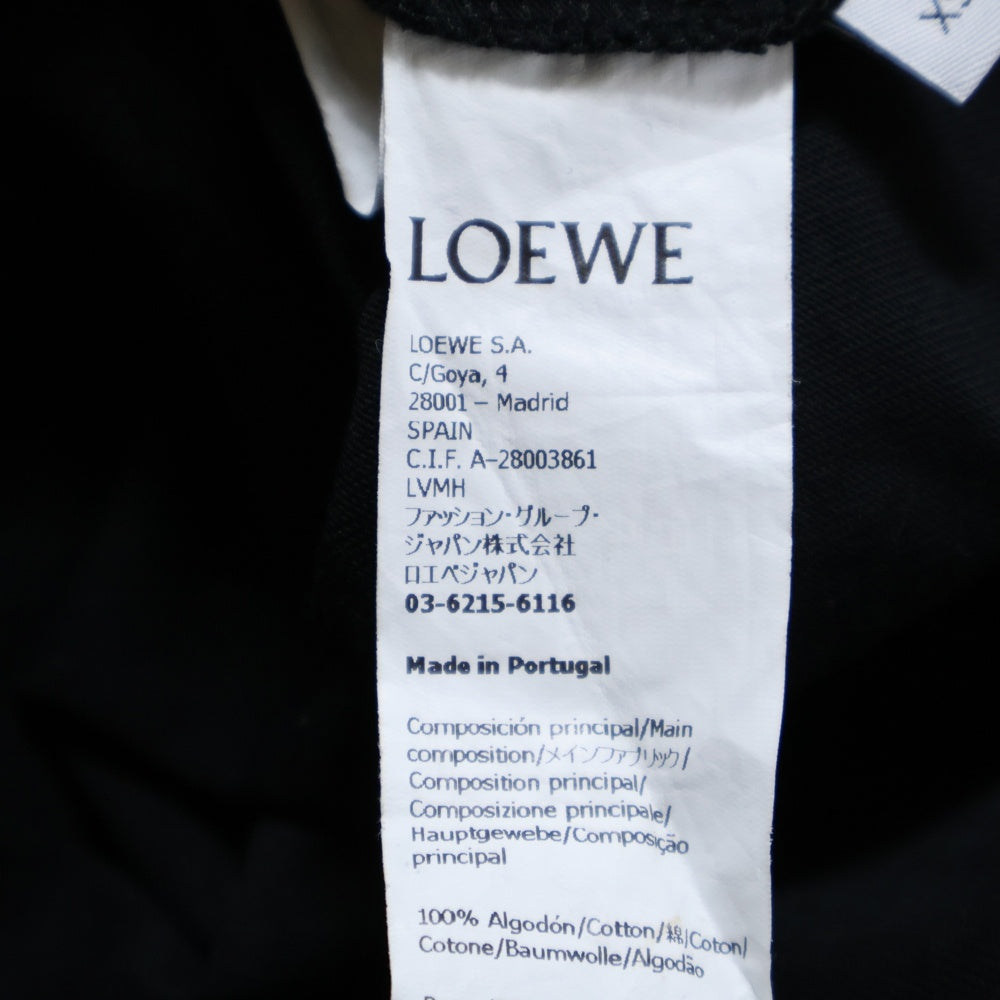 XS
LOEWE
LOEWE S.A.
C/Goya, 4
28001 – Madrid
SPAIN
C.I.F. A-28003861
LVMH
ファッション・グループ・
ジャパン株式会社
ロエベジャパン
03-6215-6116
Made in Portugal
Composición principal/Main
composition/メインファブリック/
Composition principal/
Composizione principale/
Hauptgewebe/Composição
principal
100% Algodón/Cotton/綿/Coton/
Cotone/Baumwolle/Algodão